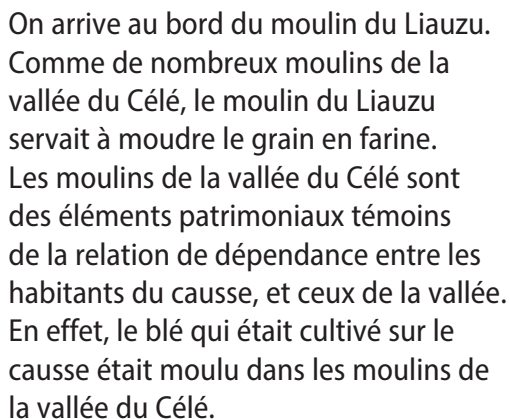 On arrive au bord du moulin du Liauzu.
Comme de nombreux moulins de la
vallée du Célé, le moulin du Liauzu
servait à moudre le grain en farine.
Les moulins de la vallée du Célé sont
des éléments patrimoniaux témoins
de la relation de dépendance entre les
habitants du causse, et ceux de la vallée.
En effet, le blé qui était cultivé sur le
causse était moulu dans les moulins de
la vallée du Célé.